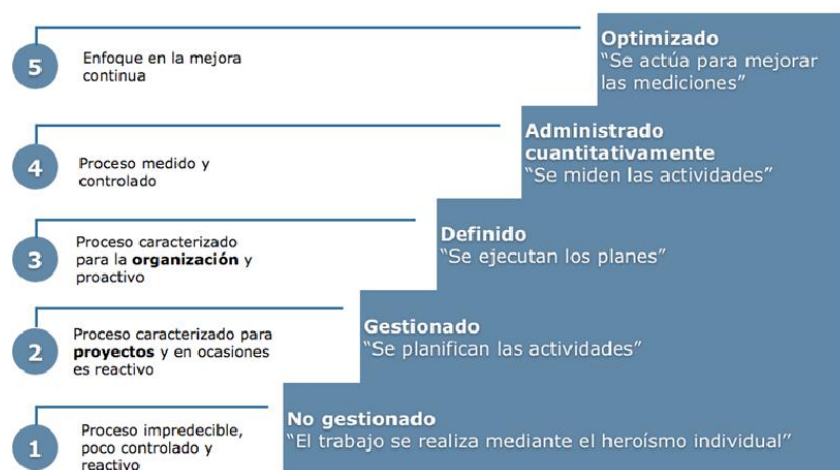 5
Enfoque en la mejora
continua
Optimizado
“Se actúa para mejorar
las mediciones”
4
Proceso medido y
controlado
Administrado
cuantitativamente
“Se miden las actividades”
3
Proceso caracterizado
para la organización y
proactivo
Definido
“Se ejecutan los planes”
2
Proceso caracterizado para
proyectos y en ocasiones
es reactivo
Gestionado
“Se planifican las actividades”
1
Proceso impredecible,
poco controlado y
reactivo
No gestionado
“El trabajo se realiza mediante el heroísmo individual”